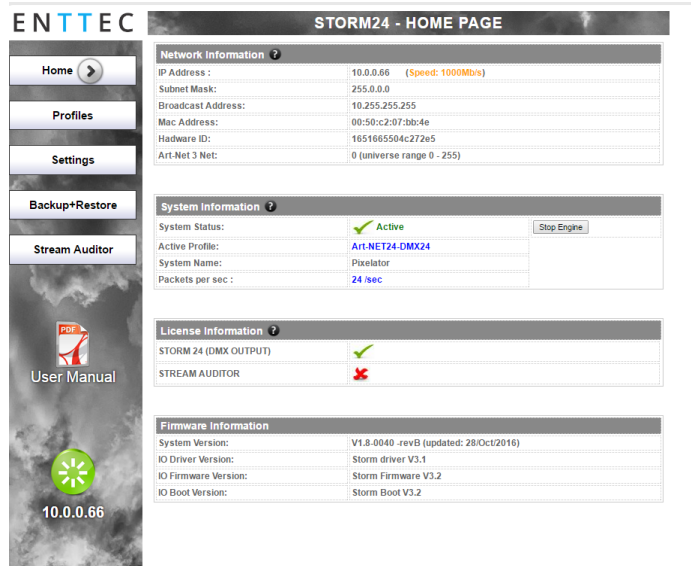 ENTTEC
STORM24 - HOME PAGE
Home
Profiles
Settings
Backup+Restore
Stream Auditor
PDF
User Manual
10.0.0.66
Network Information ?
IP Address : 10.0.0.66 (Speed: 1000Mb/s)
Subnet Mask: 255.0.0.0
Broadcast Address: 10.255.255.255
Mac Address: 00:50:c2:07:bb:4e
Hadware ID: 1651665504c272e5
Art-Net 3 Net: 0 (universe range 0 - 255)
System Information ?
System Status: Active Stop Engine
Active Profile: Art-NET24-DMX24
System Name: Pixelator
Packets per sec : 24 /sec
License Information ?
STORM 24 (DMX OUTPUT)
STREAM AUDITOR
Firmware Information
System Version: V1.8-0040 -revB (updated: 28/Oct/2016)
IO Driver Version: Storm driver V3.1
IO Firmware Version: Storm Firmware V3.2
IO Boot Version: Storm Boot V3.2